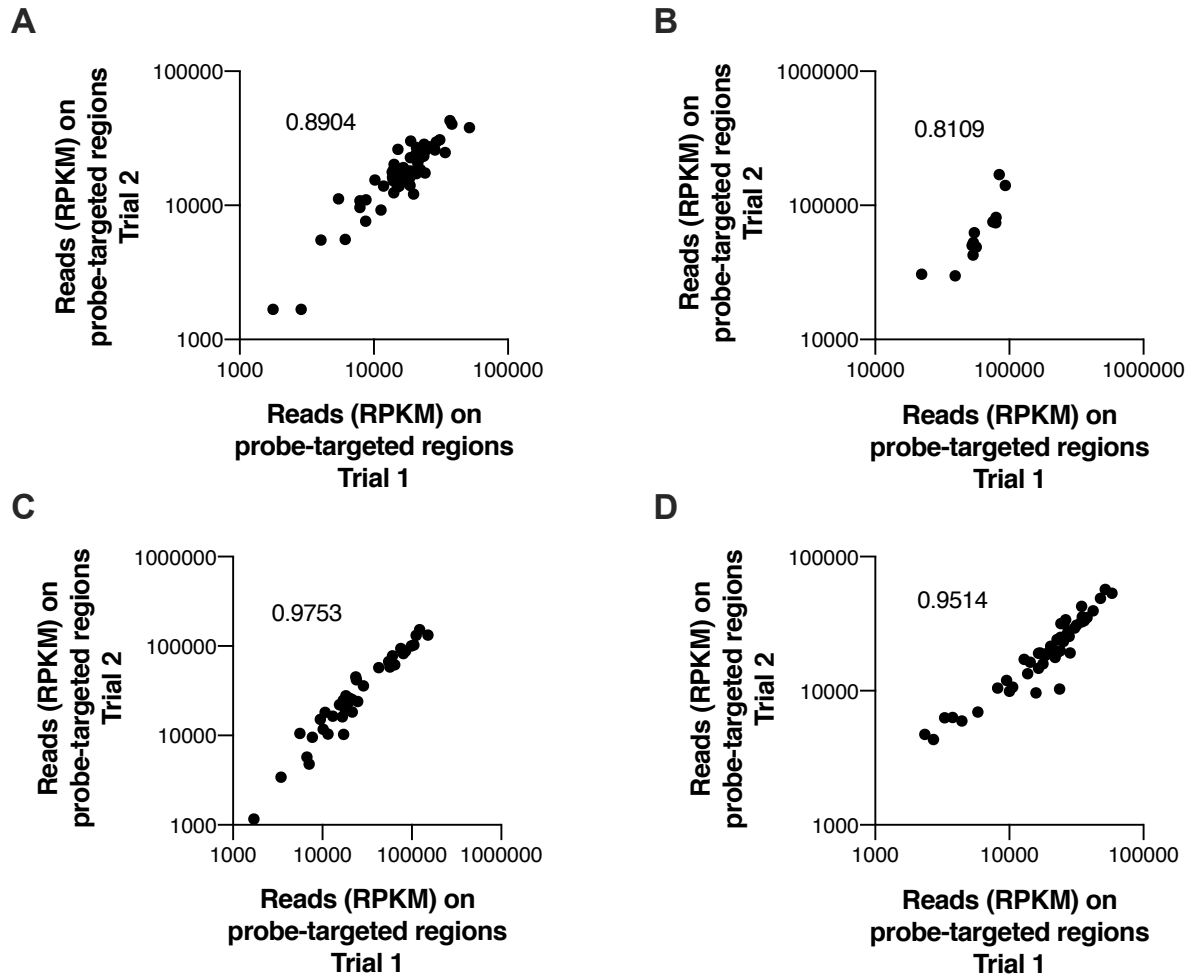 A
Reads (RPKM) on
probe-targeted regions
Trial 2
100000
10000
1000
0.8904
1000
10000
100000
Reads (RPKM) on
probe-targeted regions
Trial 1
B
Reads (RPKM) on
probe-targeted regions
Trial 2
1000000
100000
10000
0.8109
10000
100000
1000000
Reads (RPKM) on
probe-targeted regions
Trial 1
C
Reads (RPKM) on
probe-targeted regions
Trial 2
1000000
100000
10000
1000
0.9753
1000
10000
100000
1000000
Reads (RPKM) on
probe-targeted regions
Trial 1
D
Reads (RPKM) on
probe-targeted regions
Trial 2
100000
10000
1000
0.9514
1000
10000
100000
Reads (RPKM) on
probe-targeted regions
Trial 1